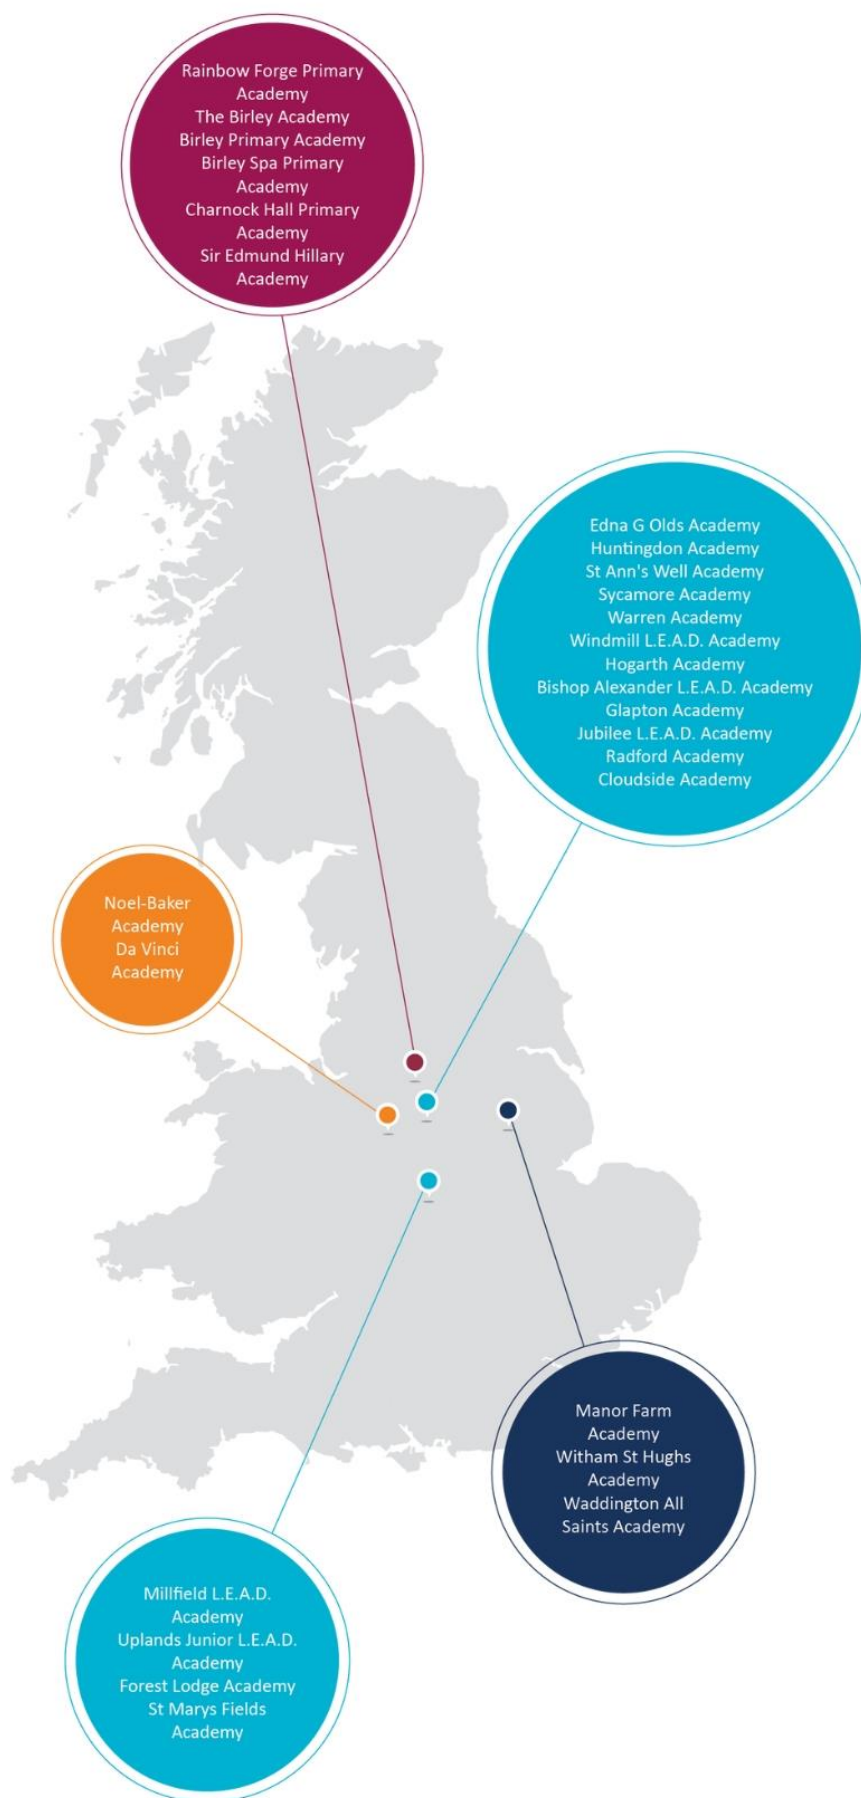 Rainbow Forge Primary
Academy
The Birley Academy
Birley Primary Academy
Birley Spa Primary
Academy
Charnock Hall Primary
Academy
Sir Edmund Hillary
Academy
Edna G Olds Academy
Huntingdon Academy
St Ann's Well Academy
Sycamore Academy
Warren Academy
Windmill L.E.A.D. Academy
Hogarth Academy
Bishop Alexander L.E.A.D. Academy
Glapton Academy
Jubilee L.E.A.D. Academy
Radford Academy
Cloudside Academy
Noel-Baker
Academy
Da Vinci
Academy
Manor Farm
Academy
Witham St Hughs
Academy
Waddington All
Saints Academy
Millfield L.E.A.D.
Academy
Uplands Junior L.E.A.D.
Academy
Forest Lodge Academy
St Marys Fields
Academy